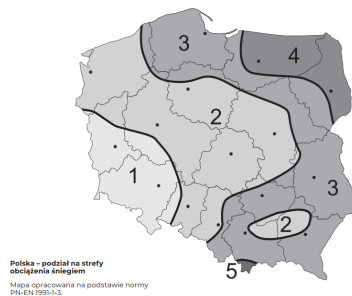 3
4
2
1
3
2
5
Polska – podział na strefy
obciążenia śniegiem
Mapa opracowana na podstawie normy
PN-EN 1991-1-3.